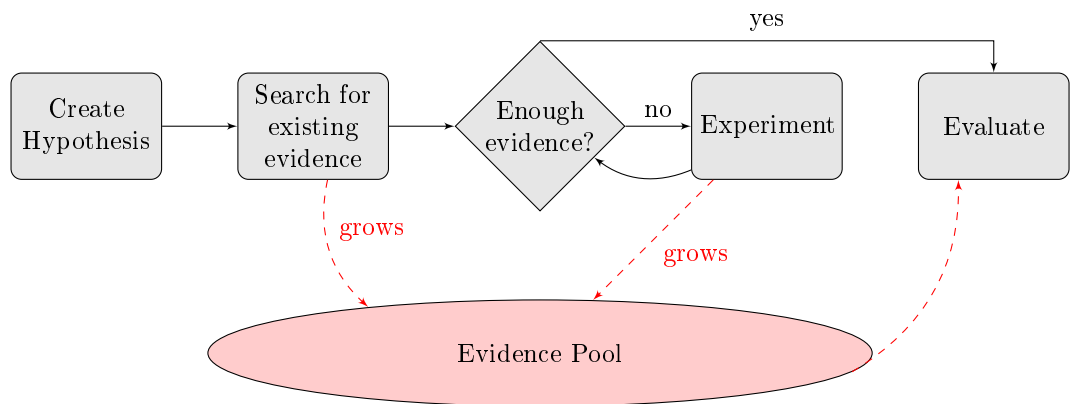 yes
Create
Hypothesis
Search for
existing
evidence
Enough
evidence?
no
Experiment
Evaluate
grows
grows
Evidence Pool